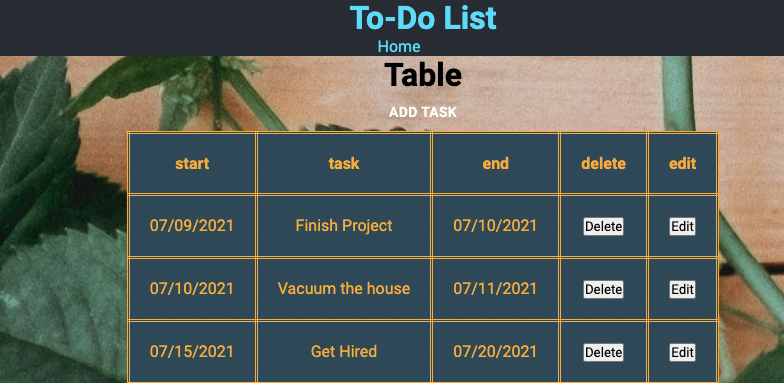 To-Do List
Home
Table
ADD TASK
start task end delete edit
07/09/2021 Finish Project 07/10/2021 Delete Edit
07/10/2021 Vacuum the house 07/11/2021 Delete Edit
07/15/2021 Get Hired 07/20/2021 Delete Edit